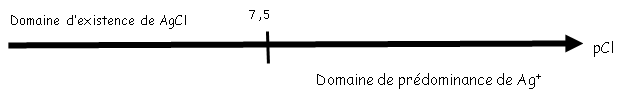 Domaine d'existence de AgCl
7,5
pCl
Domaine de prédominance de Ag⁺